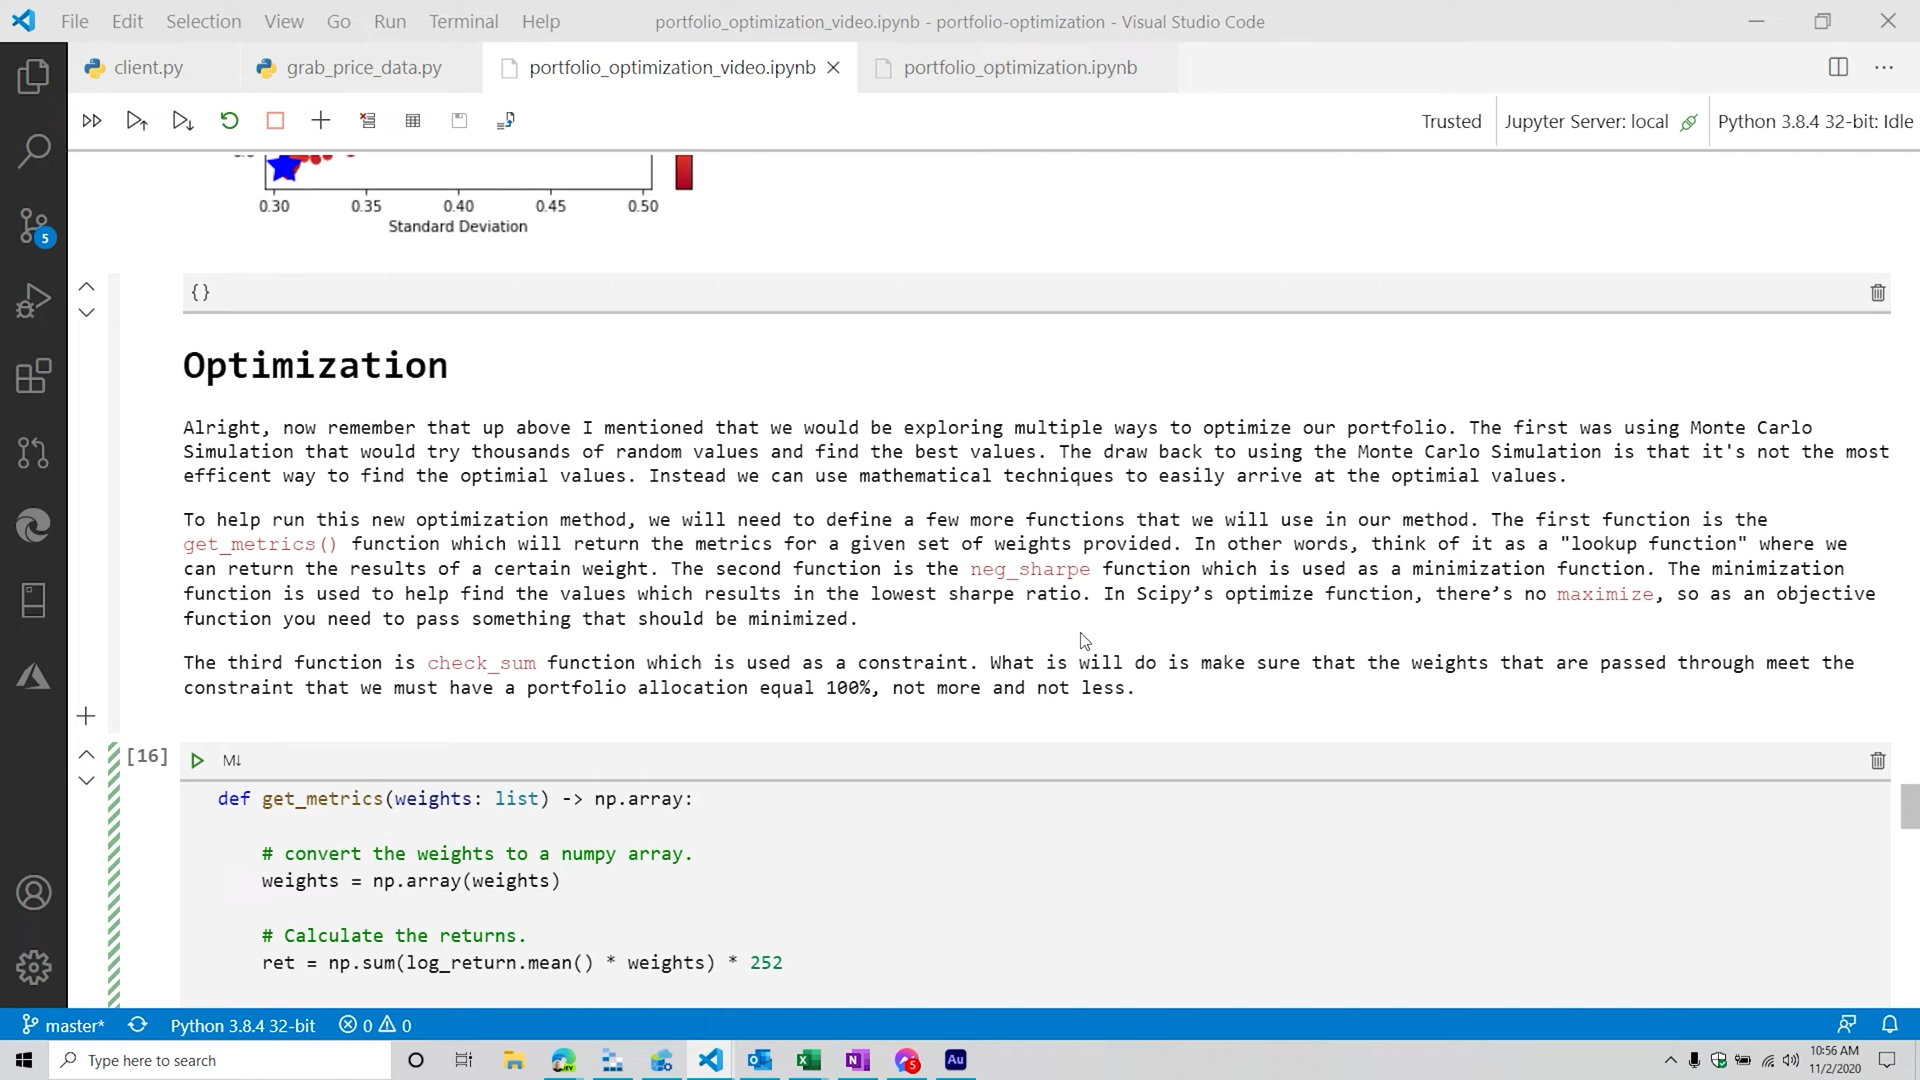 File Edit Selection View Go Run Terminal Help portfolio_optimization_video.ipynb - portfolio-optimization - Visual Studio Code
client.py grab_price_data.py portfolio_optimization_video.ipynb portfolio_optimization.ipynb
Trusted Jupyter Server: local Python 3.8.4 32-bit: Idle
0.30 0.35 0.40 0.45 0.50
Standard Deviation
5
{}
Optimization
Alright, now remember that up above I mentioned that we would be exploring multiple ways to optimize our portfolio. The first was using Monte Carlo
Simulation that would try thousands of random values and find the best values. The draw back to using the Monte Carlo Simulation is that it's not the most
efficent way to find the optimial values. Instead we can use mathematical techniques to easily arrive at the optimial values.
To help run this new optimization method, we will need to define a few more functions that we will use in our method. The first function is the
get_metrics() function which will return the metrics for a given set of weights provided. In other words, think of it as a "lookup function" where we
can return the results of a certain weight. The second function is the neg_sharpe function which is used as a minimization function. The minimization
function is used to help find the values which results in the lowest sharpe ratio. In Scipy’s optimize function, there’s no maximize, so as an objective
function you need to pass something that should be minimized.
The third function is check_sum function which is used as a constraint. What is will do is make sure that the weights that are passed through meet the
constraint that we must have a portfolio allocation equal 100%, not more and not less.
[16] M↓
def get_metrics(weights: list) -> np.array:
# convert the weights to a numpy array.
weights = np.array(weights)
# Calculate the returns.
ret = np.sum(log_return.mean() * weights) * 252
master* Python 3.8.4 32-bit 0 0
Type here to search
Au
5
10:56 AM
11/2/2020